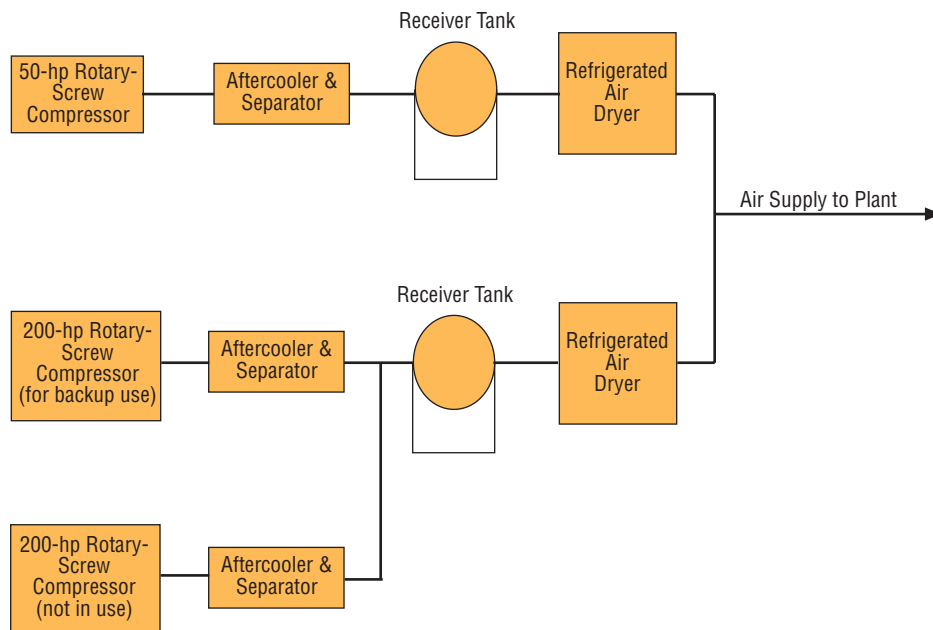 Receiver Tank
50-hp Rotary-
Screw
Compressor
Aftercooler &
Separator
Refrigerated
Air
Dryer
Air Supply to Plant
Receiver Tank
200-hp Rotary-
Screw
Compressor
(for backup use)
Aftercooler &
Separator
Refrigerated
Air
Dryer
200-hp Rotary-
Screw
Compressor
(not in use)
Aftercooler &
Separator